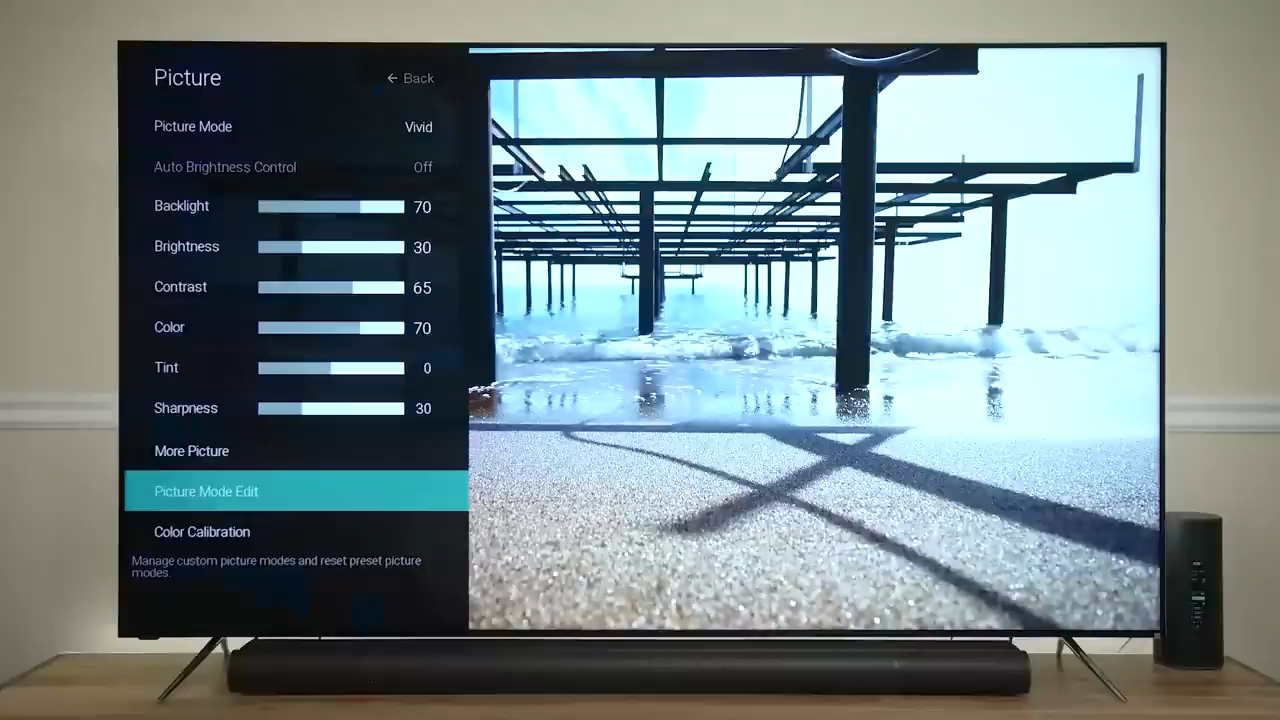 Picture
← Back
Picture Mode Vivid
Auto Brightness Control Off
Backlight 70
Brightness 30
Contrast 65
Color 70
Tint 0
Sharpness 30
More Picture
Picture Mode Edit
Color Calibration
Manage custom picture modes and reset preset picture
modes.